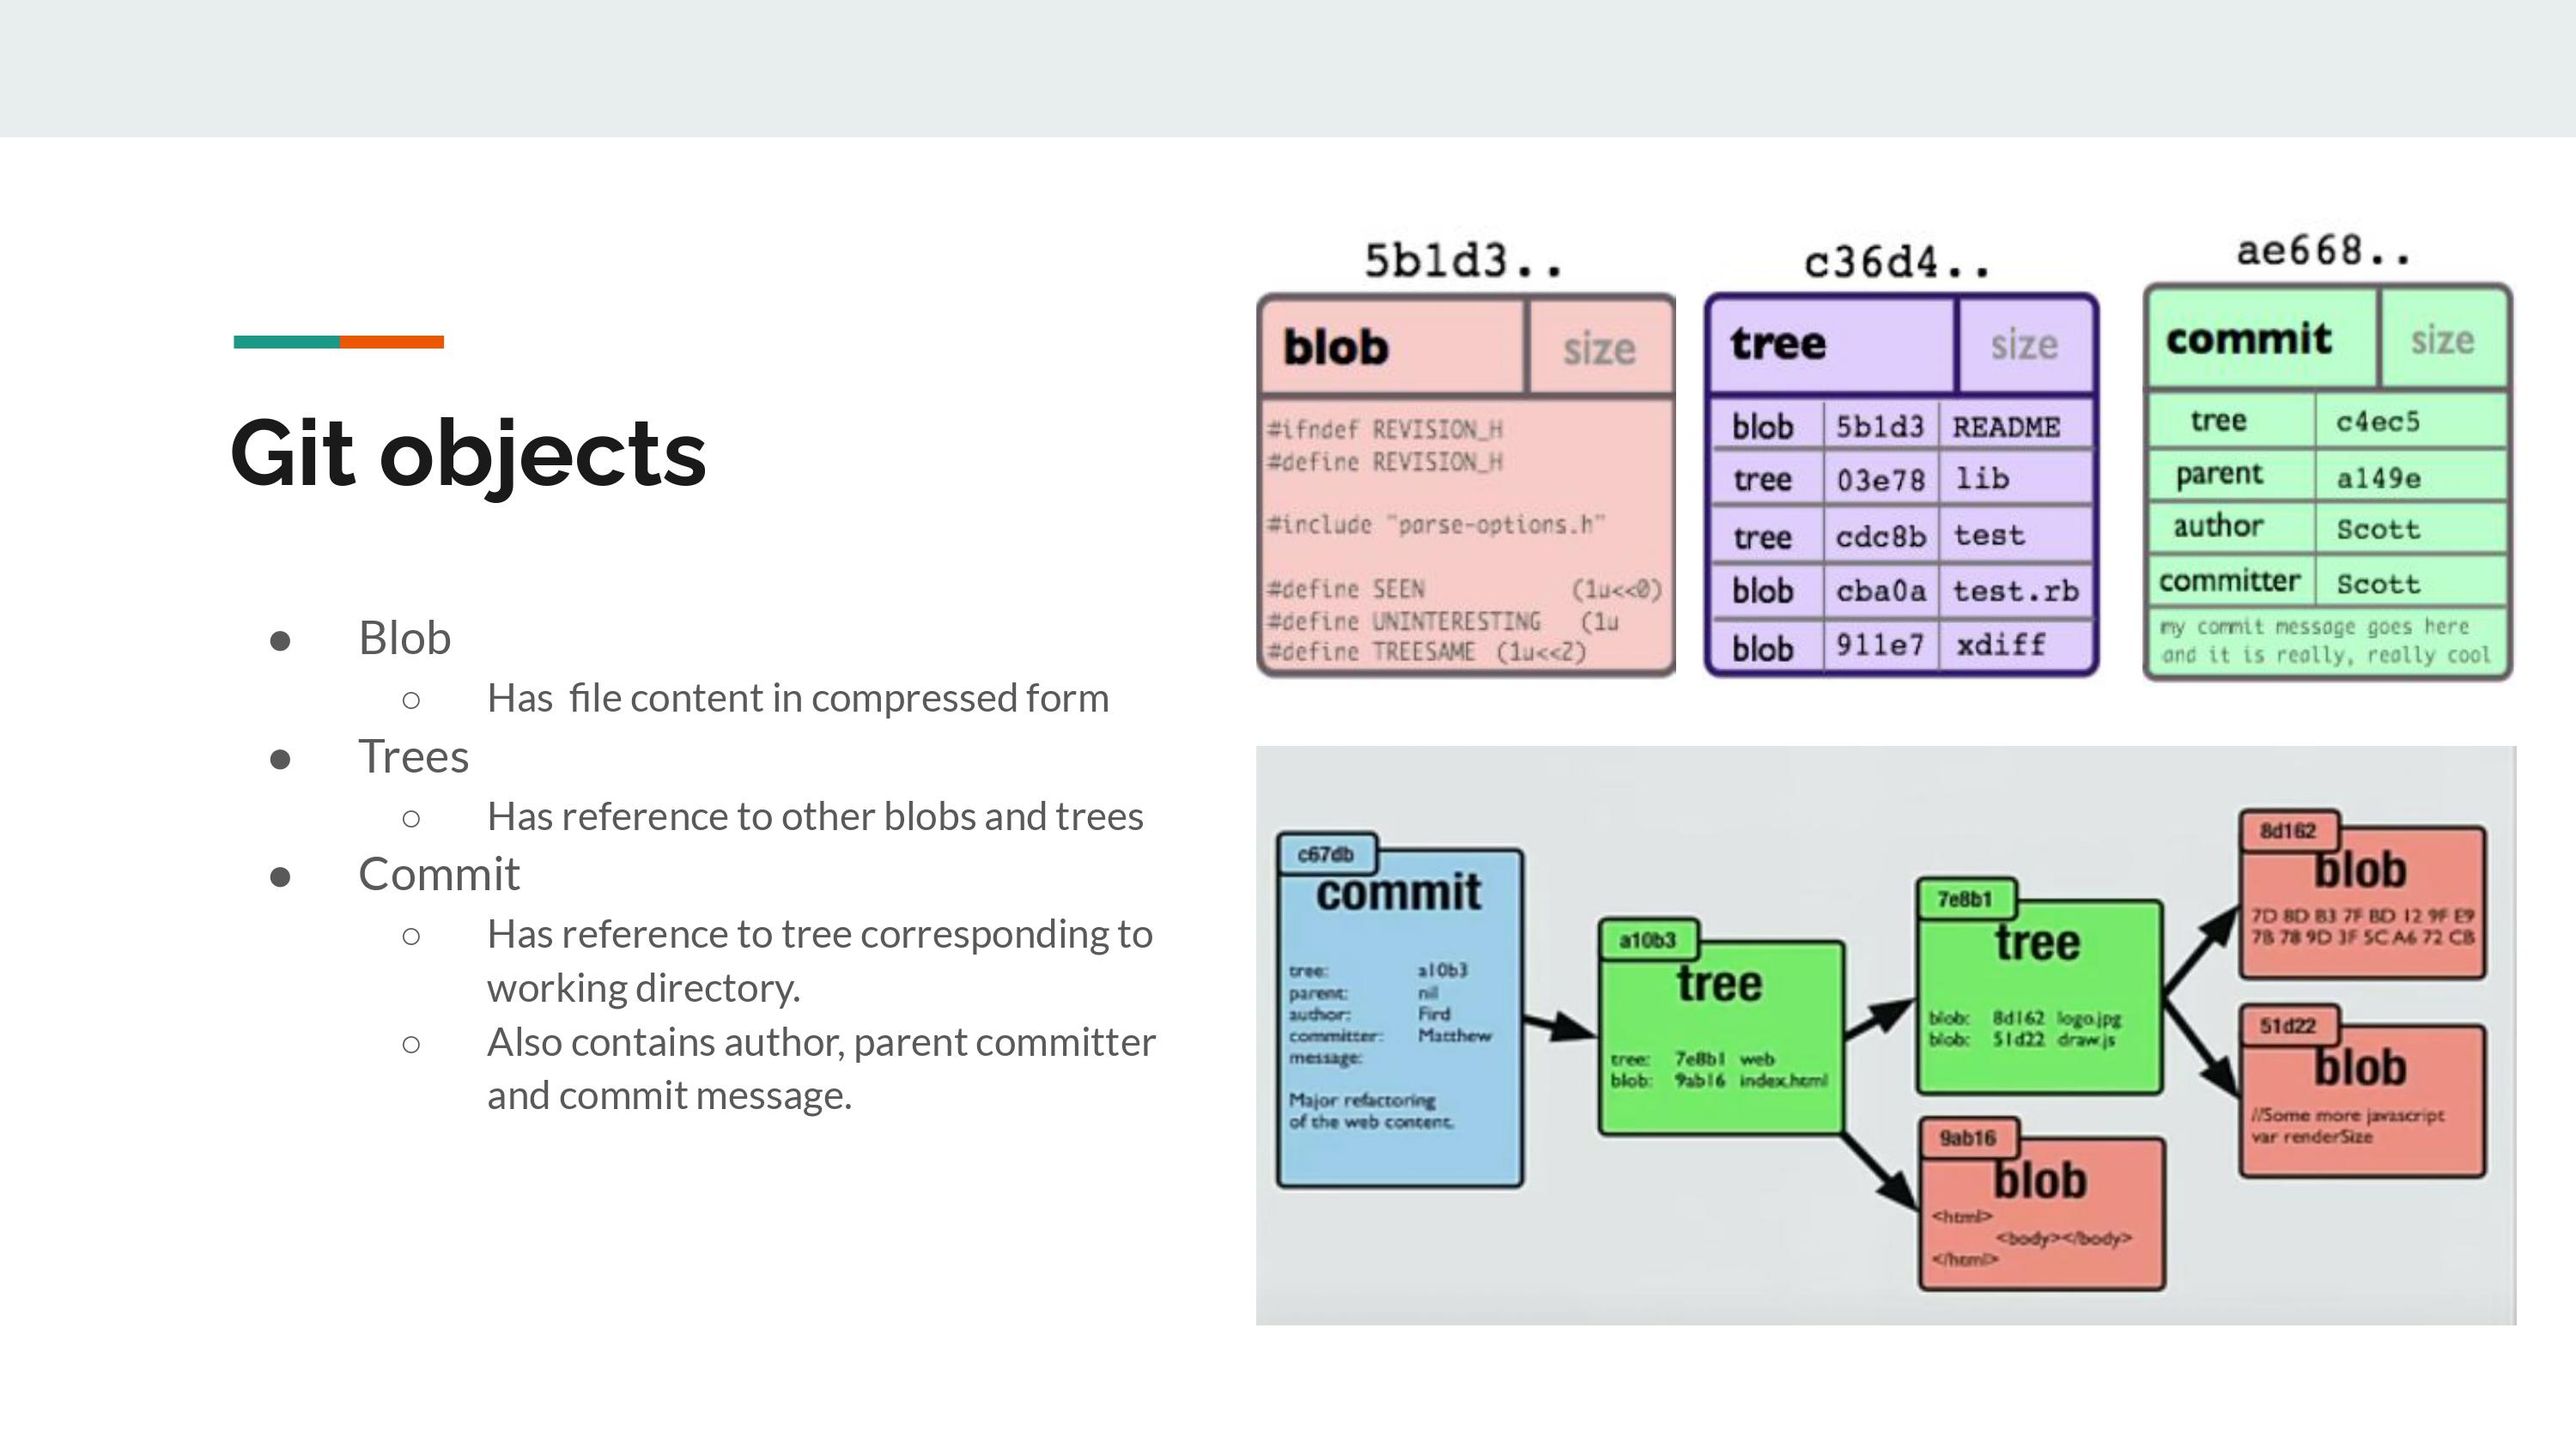 Git objects
● Blob
○ Has  file content in compressed form
● Trees
○ Has reference to other blobs and trees
● Commit
○ Has reference to tree corresponding to
working directory.
○ Also contains author, parent committer
and commit message.
5b1d3..
blob size
#ifndef REVISION_H
#define REVISION_H
#include "parse-options.h"
#define SEEN (1u<<0)
#define UNINTERESTING (1u
#define TREESAME (1u<<2)
c36d4..
tree size
blob 5b1d3 README
tree 03e78 lib
tree cdc8b test
blob cba0a test.rb
blob 911e7 xdiff
ae668..
commit size
tree c4ec5
parent a149e
author Scott
committer Scott
my commit message goes here
and it is really, really cool
c67db
commit
tree: a10b3
parent: nil
author: Fird
committer: Matthew
message:
Major refactoring
of the web content.
a10b3
tree
tree: 7e8b1 web
blob: 9ab16 index.html
7e8b1
tree
blob: 8d162 logo.jpg
blob: 51d22 draw.js
9ab16
blob
<html>
<body></body>
</html>
8d162
blob
7D 8D B3 7F BD 12 9F E9
7B 78 9D 3F 5C A6 72 CB
51d22
blob
//Some more javascript
var renderSize